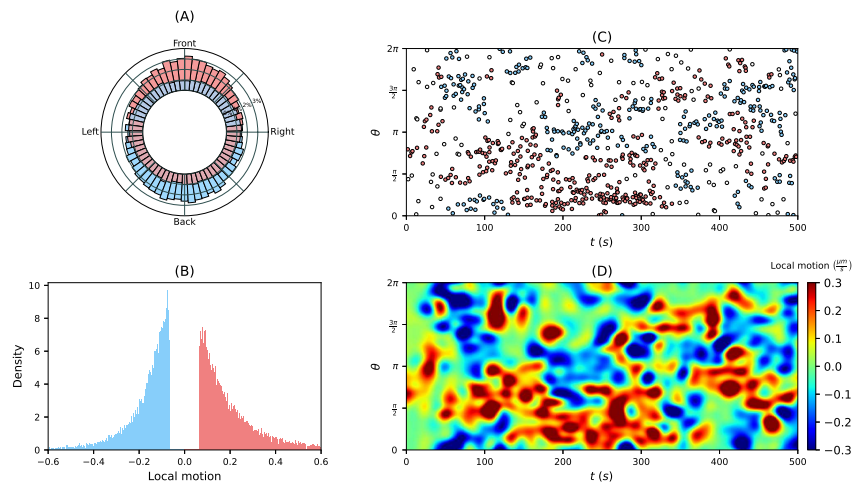 (A)
Front
Left
Right
Back
2%
3%
(B)
Density
10
8
6
4
2
0
−0.6
−0.4
−0.2
0.0
0.2
0.4
0.6
Local motion
(C)
θ
2π
3π/2
π
π/2
0
0
100
200
300
400
500
t (s)
(D)
Local motion (μm/s)
θ
2π
3π/2
π
π/2
0
0
100
200
300
400
500
t (s)
0.3
0.2
0.1
0.0
−0.1
−0.2
−0.3